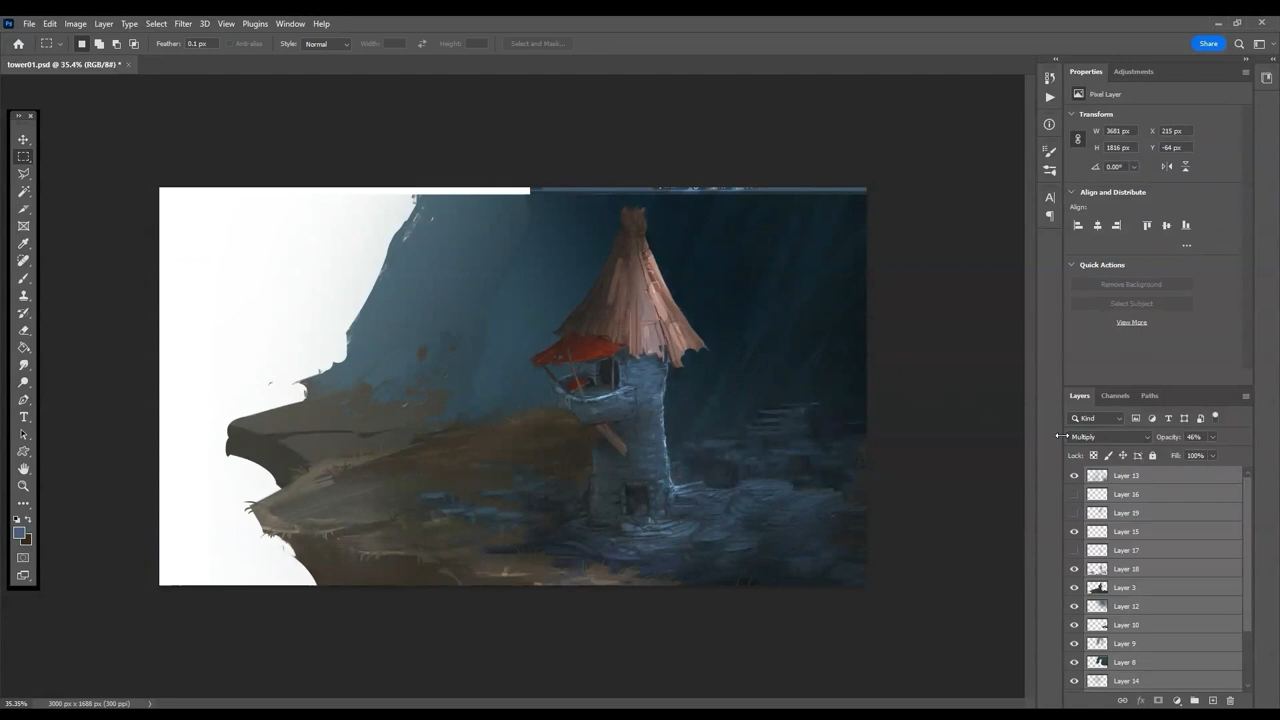 Ps File Edit Image Layer Type Select Filter 3D View Plugins Window Help
Feather: 0.1 px Anti-alias Style: Normal Width: Height: Select and Mask... Share
tower01.psd @ 35.4% (RGB/8#) * ×
Properties Adjustments
Pixel Layer
Transform
W 3681 px X 215 px
H 1816 px Y -64 px
0.00°
Align and Distribute
Align:
Quick Actions
Remove Background
Select Subject
View More
Layers Channels Paths
Kind
Multiply Opacity: 46%
Lock: Fill: 100%
Layer 13
Layer 16
Layer 19
Layer 15
Layer 17
Layer 18
Layer 3
Layer 12
Layer 10
Layer 9
Layer 8
Layer 14
35.35% 3000 px x 1688 px (300 ppi)